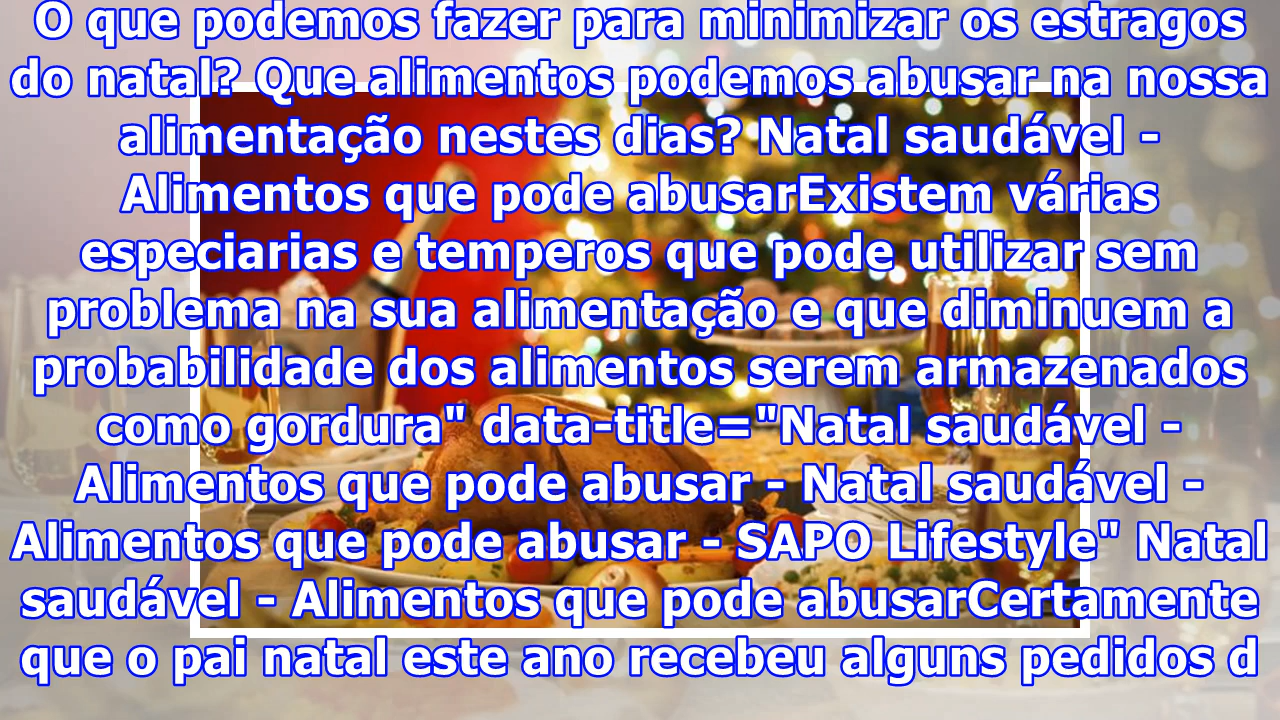 O que podemos fazer para minimizar os estragos
do natal? Que alimentos podemos abusar na nossa
alimentação nestes dias? Natal saudável -
Alimentos que pode abusarExistem várias
especiarias e temperos que pode utilizar sem
problema na sua alimentação e que diminuem a
probabilidade dos alimentos serem armazenados
como gordura" data-title="Natal saudável -
Alimentos que pode abusar - Natal saudável -
Alimentos que pode abusar - SAPO Lifestyle" Natal
saudável - Alimentos que pode abusarCertamente
que o pai natal este ano recebeu alguns pedidos d